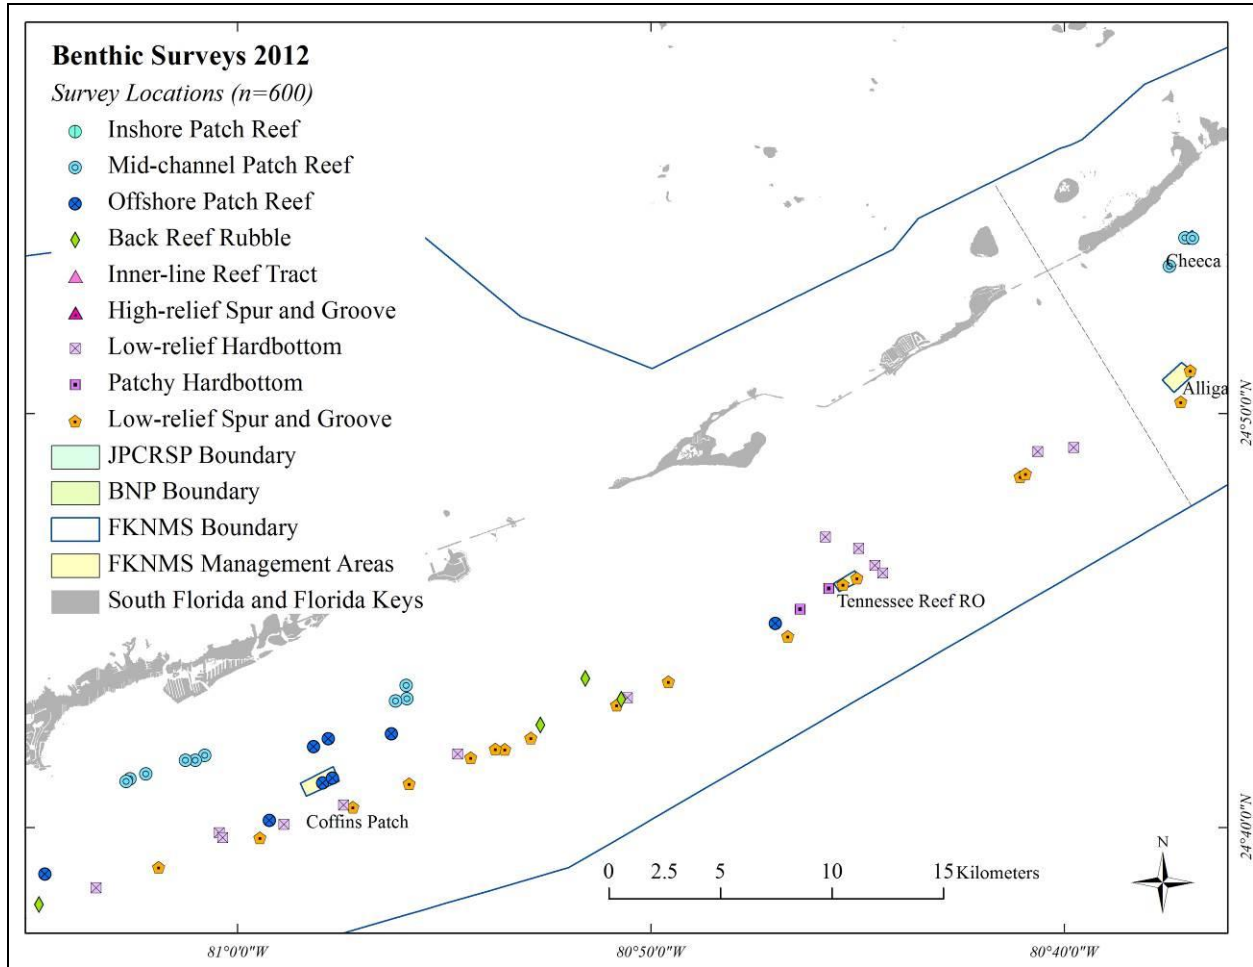 Benthic Surveys 2012
Survey Locations (n=600)
Inshore Patch Reef
Mid-channel Patch Reef
Offshore Patch Reef
Back Reef Rubble
Inner-line Reef Tract
High-relief Spur and Groove
Low-relief Hardbottom
Patchy Hardbottom
Low-relief Spur and Groove
JPCRSP Boundary
BNP Boundary
FKNMS Boundary
FKNMS Management Areas
South Florida and Florida Keys
Cheeca
Alliga
24°50'0"N
Tennessee Reef RO
Coffins Patch
24°40'0"N
N
0 2.5 5 10 15 Kilometers
81°0'0"W 80°50'0"W 80°40'0"W